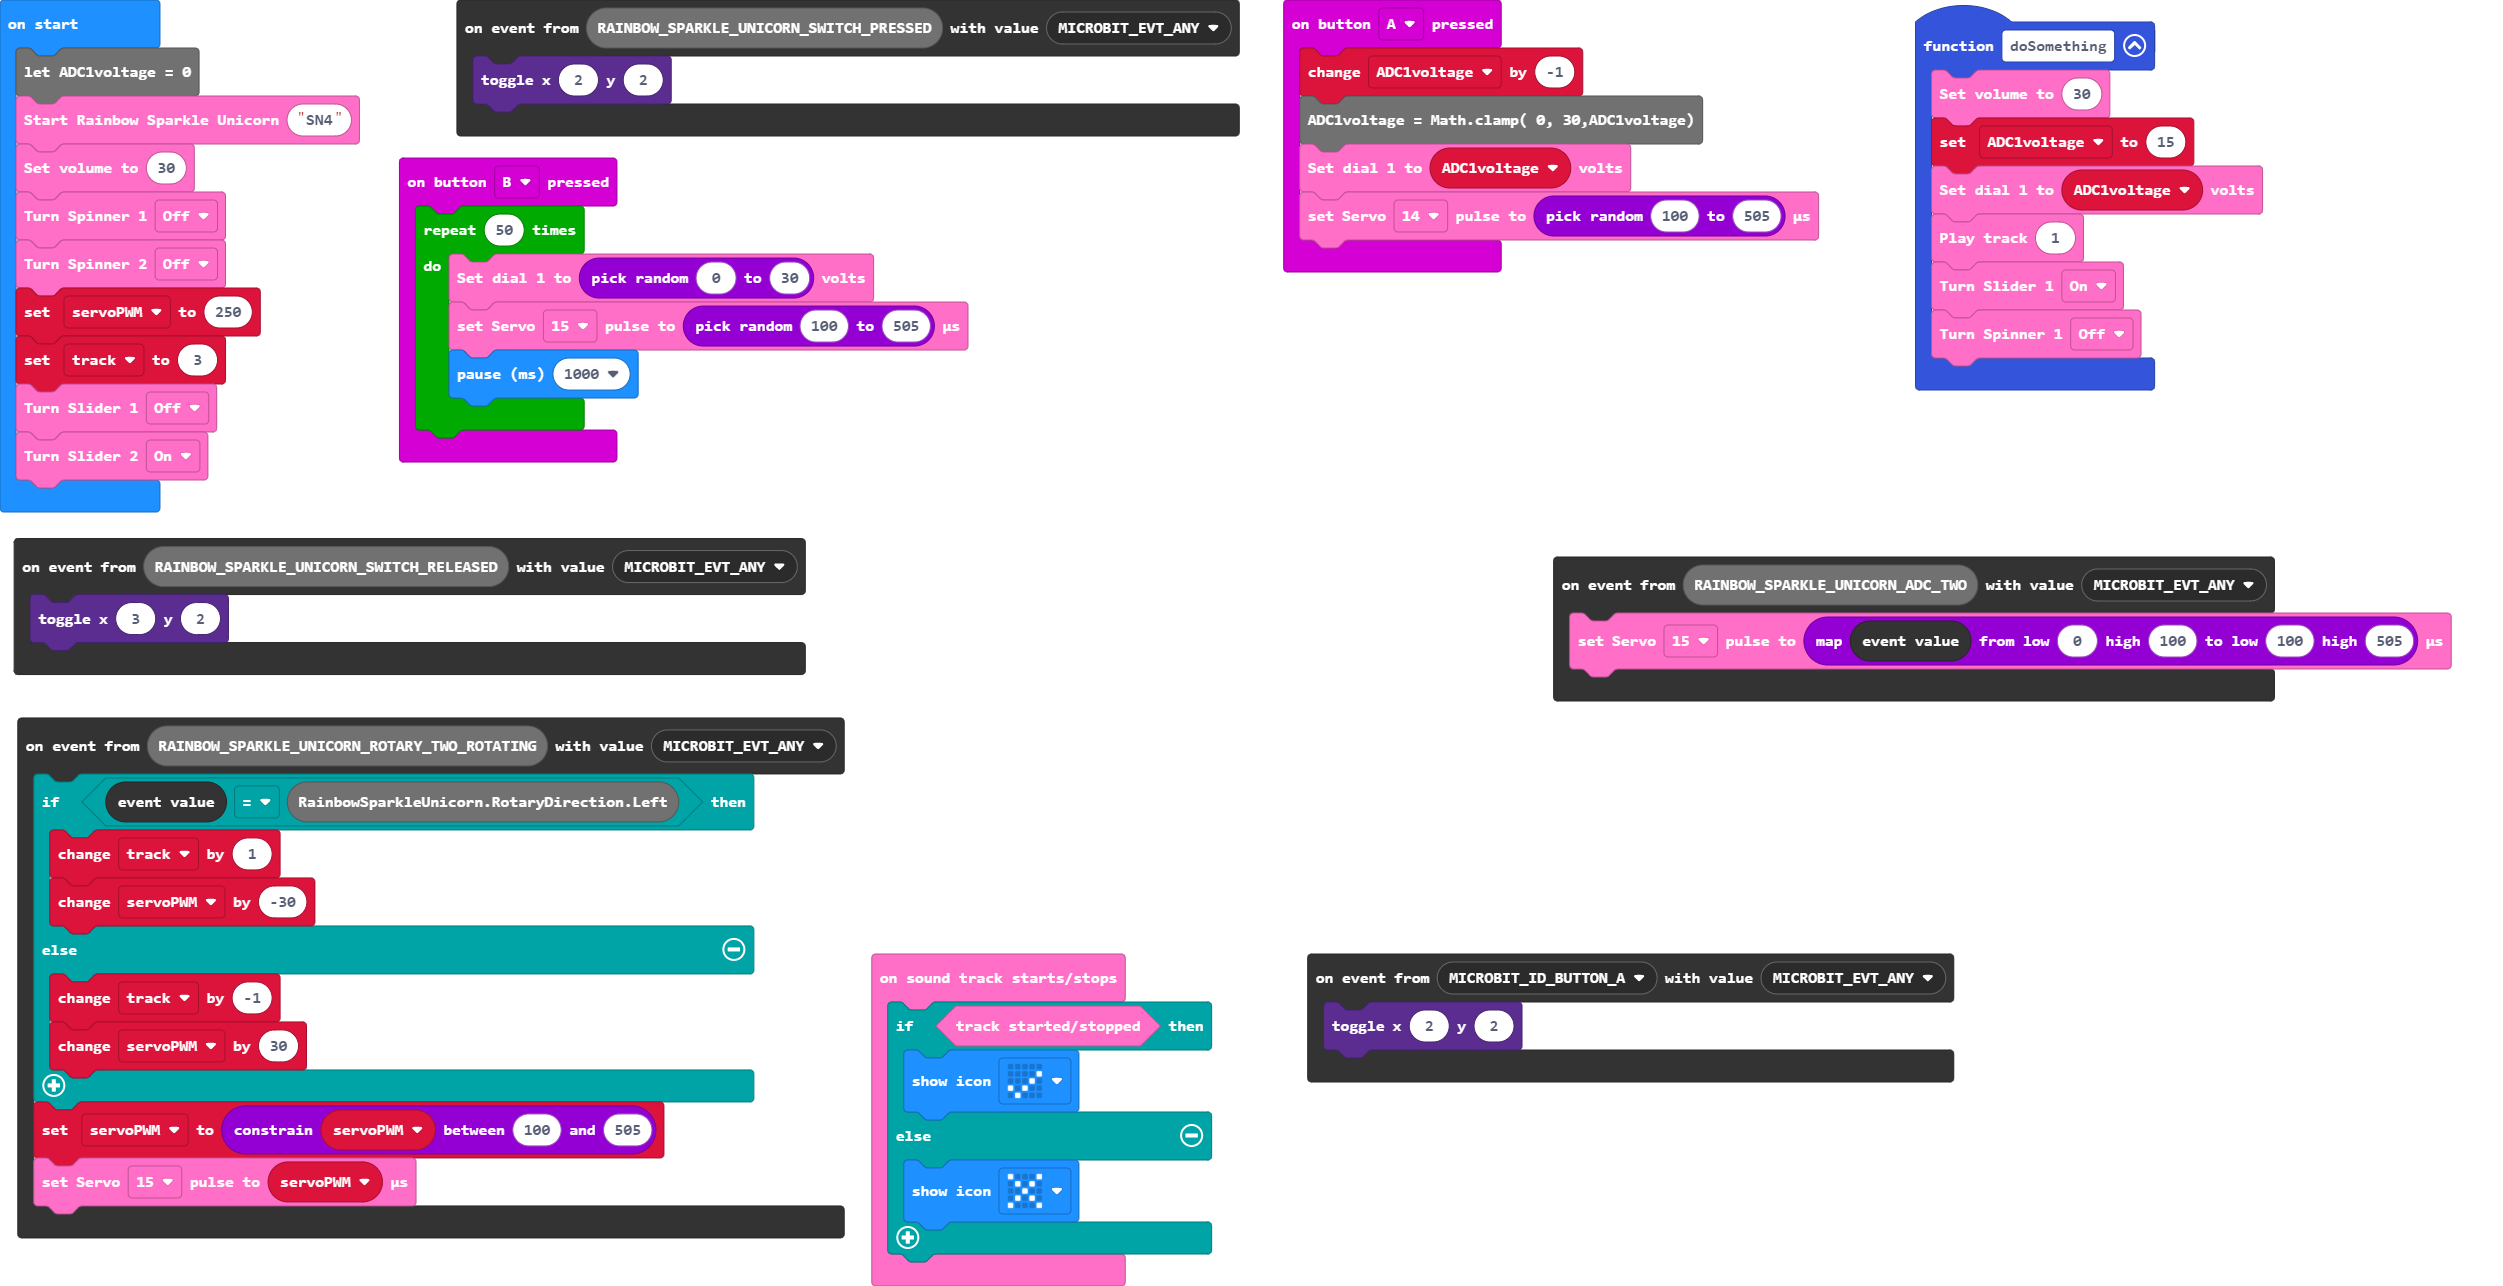 on start
let ADC1voltage = 0
Start Rainbow Sparkle Unicorn "SN4"
Set volume to 30
Turn Spinner 1 Off
Turn Spinner 2 Off
set servoPWM to 250
set track to 3
Turn Slider 1 Off
Turn Slider 2 On
on event from RAINBOW_SPARKLE_UNICORN_SWITCH_PRESSED with value MICROBIT_EVT_ANY
toggle x 2 y 2
on button B pressed
repeat 50 times
do
Set dial 1 to pick random 0 to 30 volts
set Servo 15 pulse to pick random 100 to 505 µs
pause (ms) 1000
on button A pressed
change ADC1voltage by -1
ADC1voltage = Math.clamp( 0, 30,ADC1voltage)
Set dial 1 to ADC1voltage volts
set Servo 14 pulse to pick random 100 to 505 µs
function doSomething
Set volume to 30
set ADC1voltage to 15
Set dial 1 to ADC1voltage volts
Play track 1
Turn Slider 1 On
Turn Spinner 1 Off
on event from RAINBOW_SPARKLE_UNICORN_SWITCH_RELEASED with value MICROBIT_EVT_ANY
toggle x 3 y 2
on event from RAINBOW_SPARKLE_UNICORN_ADC_TWO with value MICROBIT_EVT_ANY
set Servo 15 pulse to map event value from low 0 high 100 to low 100 high 505 µs
on event from RAINBOW_SPARKLE_UNICORN_ROTARY_TWO_ROTATING with value MICROBIT_EVT_ANY
if event value = RainbowSparkleUnicorn.RotaryDirection.Left then
change track by 1
change servoPWM by -30
else
change track by -1
change servoPWM by 30
set servoPWM to constrain servoPWM between 100 and 505
set Servo 15 pulse to servoPWM µs
on sound track starts/stops
if track started/stopped then
show icon
else
show icon
on event from MICROBIT_ID_BUTTON_A with value MICROBIT_EVT_ANY
toggle x 2 y 2